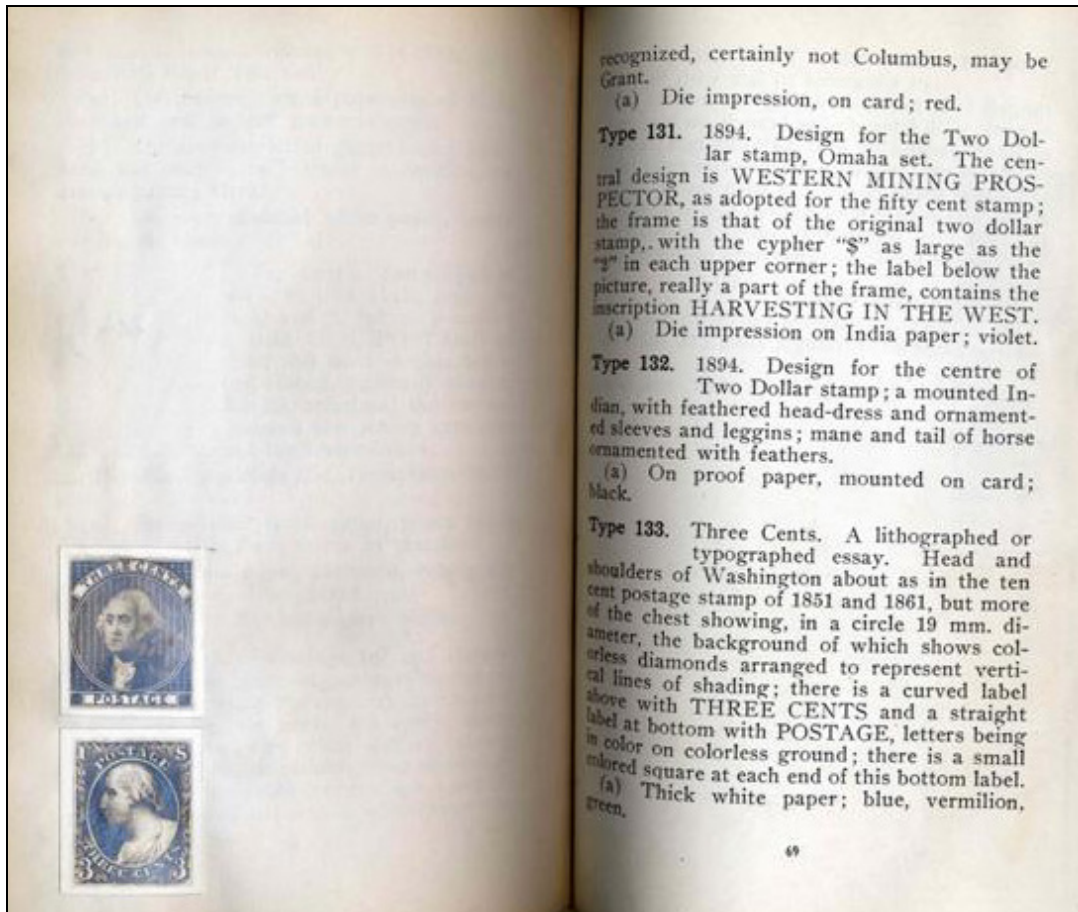 THREE CENTS
POSTAGE
U S
POSTAGE
THREE CENTS
3 3
recognized, certainly not Columbus, may be
Grant.
(a) Die impression, on card; red.
Type 131. 1894. Design for the Two Dol-
lar stamp, Omaha set. The cen-
tral design is WESTERN MINING PROS-
PECTOR, as adopted for the fifty cent stamp;
the frame is that of the original two dollar
stamp,. with the cypher “$” as large as the
“2” in each upper corner; the label below the
picture, really a part of the frame, contains the
inscription HARVESTING IN THE WEST.
(a) Die impression on India paper; violet.
Type 132. 1894. Design for the centre of
Two Dollar stamp; a mounted In-
dian, with feathered head-dress and ornament-
ed sleeves and leggins; mane and tail of horse
ornamented with feathers.
(a) On proof paper, mounted on card;
black.
Type 133. Three Cents. A lithographed or
typographed essay. Head and
shoulders of Washington about as in the ten
cent postage stamp of 1851 and 1861, but more
of the chest showing, in a circle 19 mm. di-
ameter, the background of which shows col-
orless diamonds arranged to represent verti-
cal lines of shading; there is a curved label
above with THREE CENTS and a straight
label at bottom with POSTAGE, letters being
in color on colorless ground; there is a small
colored square at each end of this bottom label.
(a) Thick white paper; blue, vermilion,
green.
69